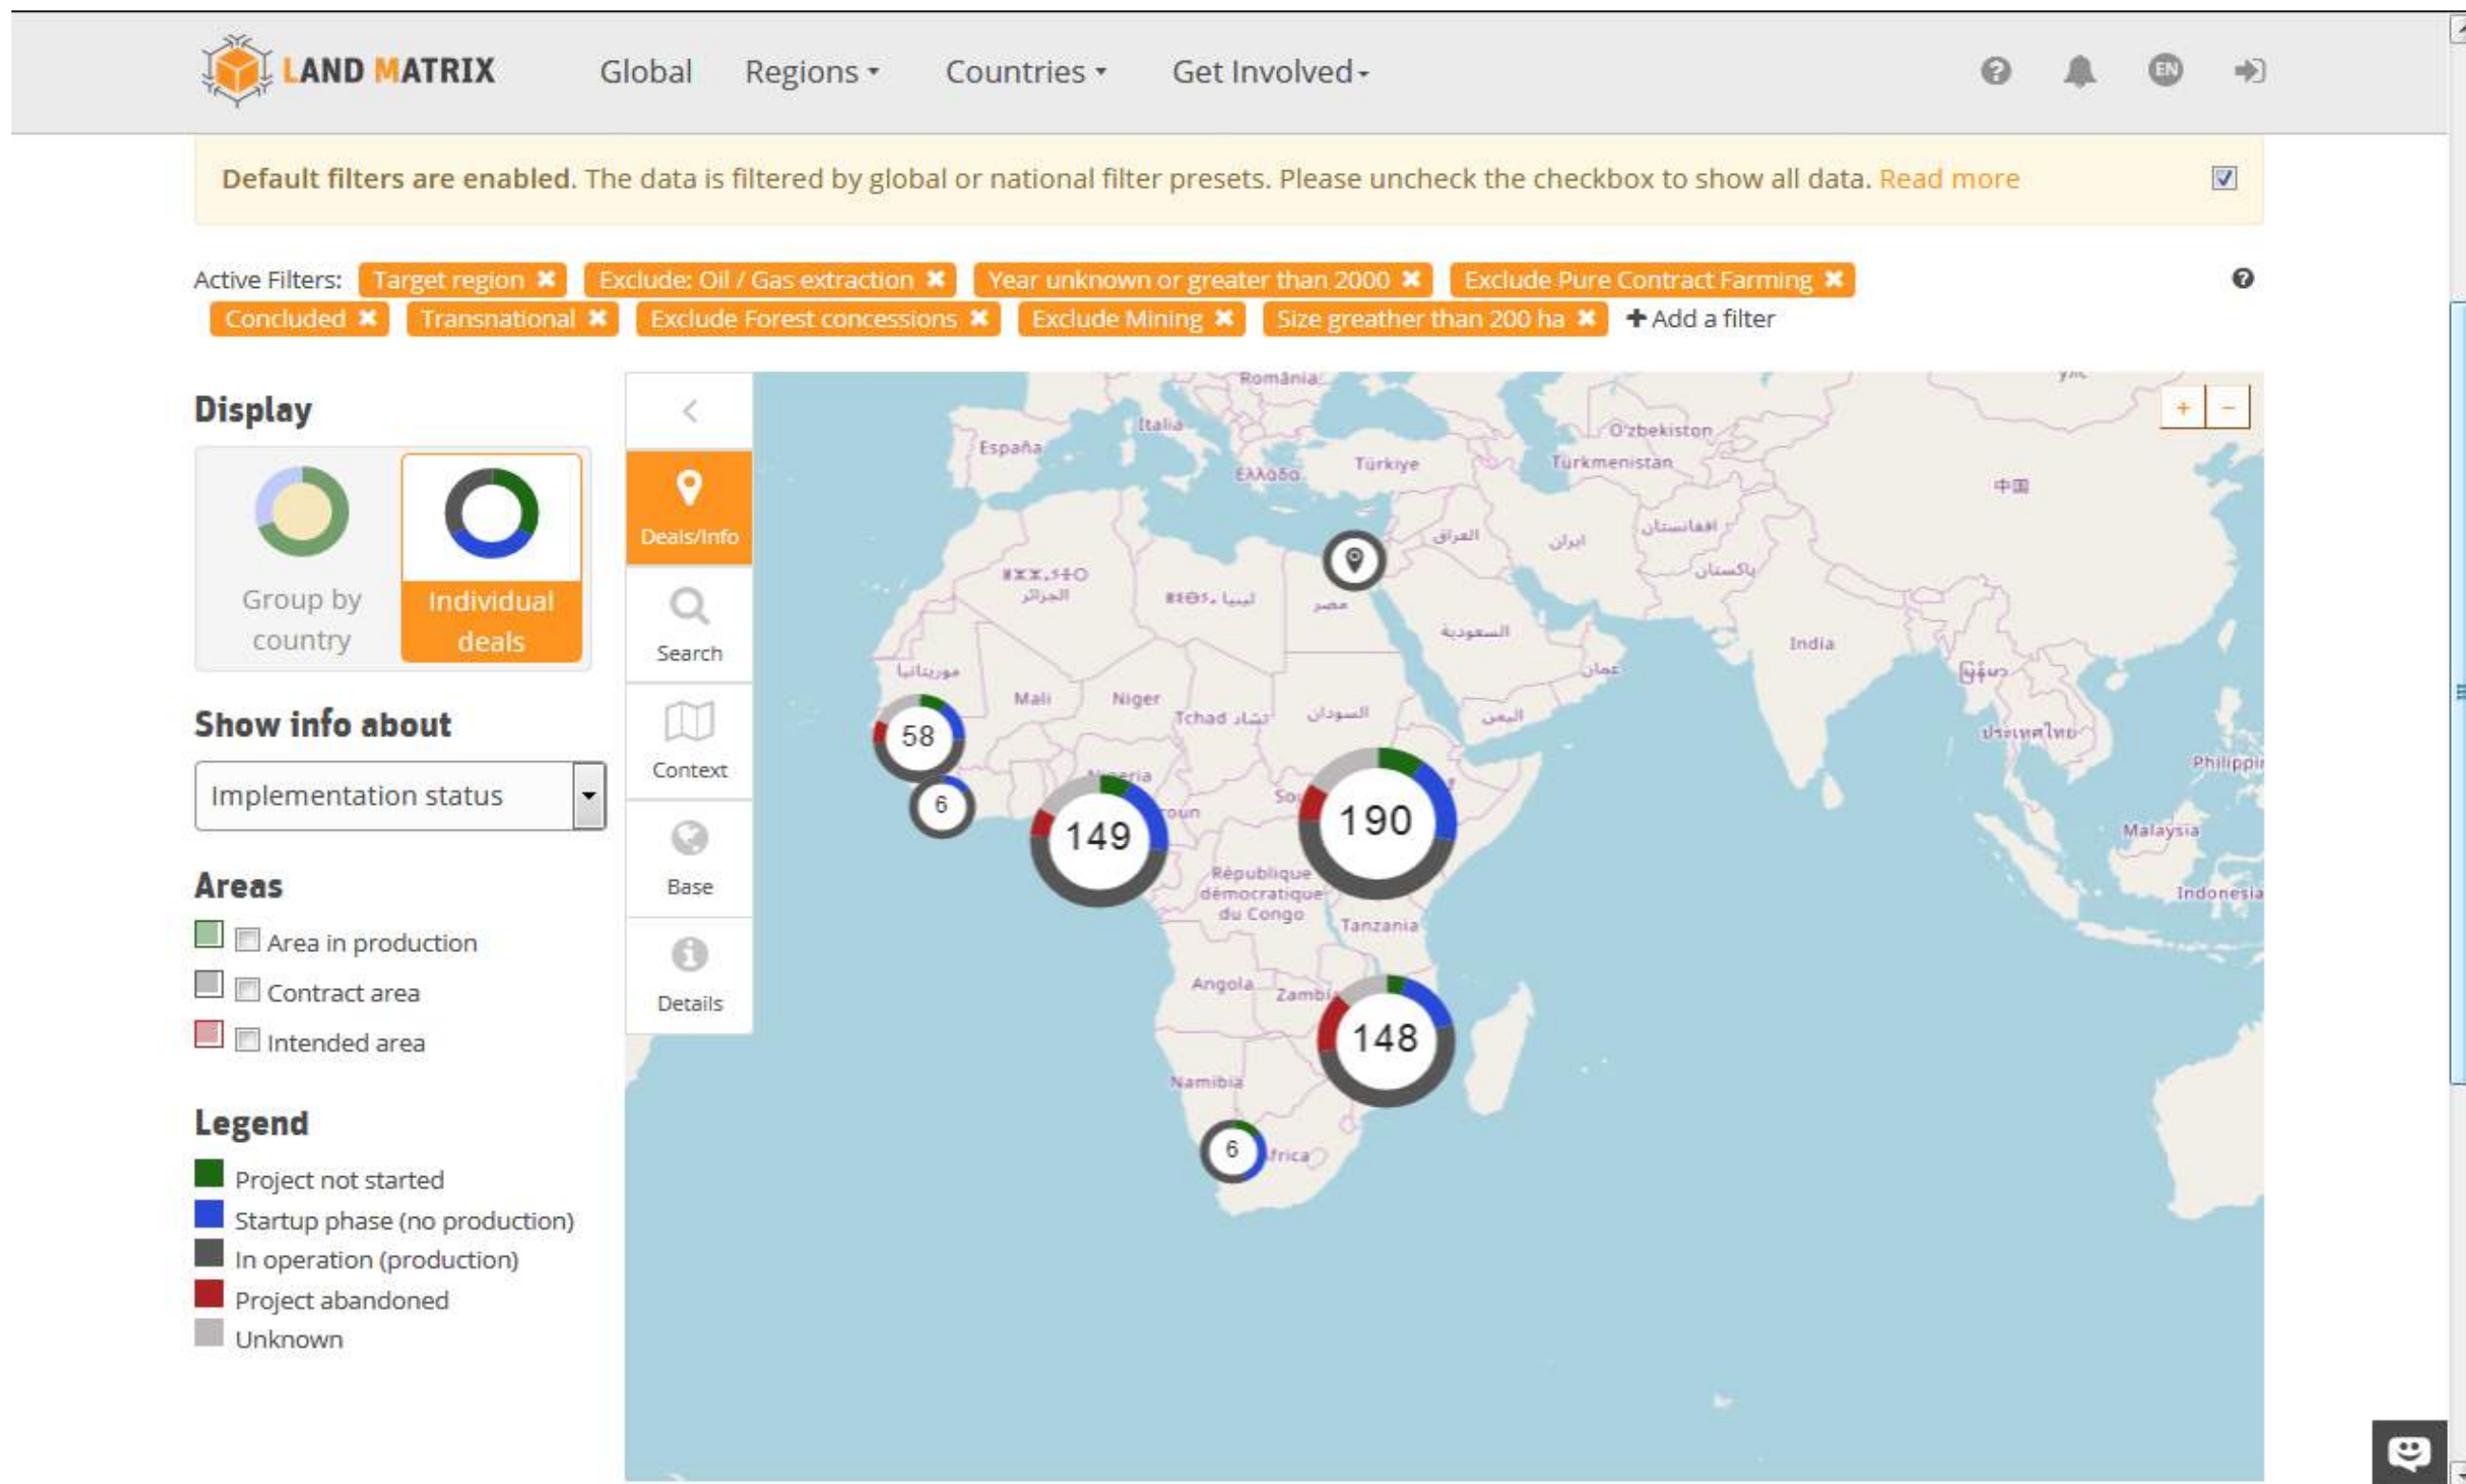 LAND MATRIX Global Regions Countries Get Involved EN
Default filters are enabled. The data is filtered by global or national filter presets. Please uncheck the checkbox to show all data. Read more
Active Filters: Target region ✖ Exclude: Oil / Gas extraction ✖ Year unknown or greater than 2000 ✖ Exclude Pure Contract Farming ✖
Concluded ✖ Transnational ✖ Exclude Forest concessions ✖ Exclude Mining ✖ Size greather than 200 ha ✖ + Add a filter
Display
Group by
country
Individual
deals
Show info about
Implementation status
Areas
Area in production
Contract area
Intended area
Legend
Project not started
Startup phase (no production)
In operation (production)
Project abandoned
Unknown
Deals/Info
Search
Context
Base
Details
+ −
România
Italia
España
Ελλάδα
Türkiye
O'zbekiston
Türkmenistan
中国
العراق
ایران
افغانستان
پاکستان
الجزائر
ليبيا
مصر
السعودية
عمان
India
موريتانيا
Mali
Niger
Tchad تشاد
السودان
اليمن
ประเทศไทย
58
6
149
190
Malaysia
Indonesia
République
démocratique
du Congo
Tanzania
Angola
148
Namibia
6